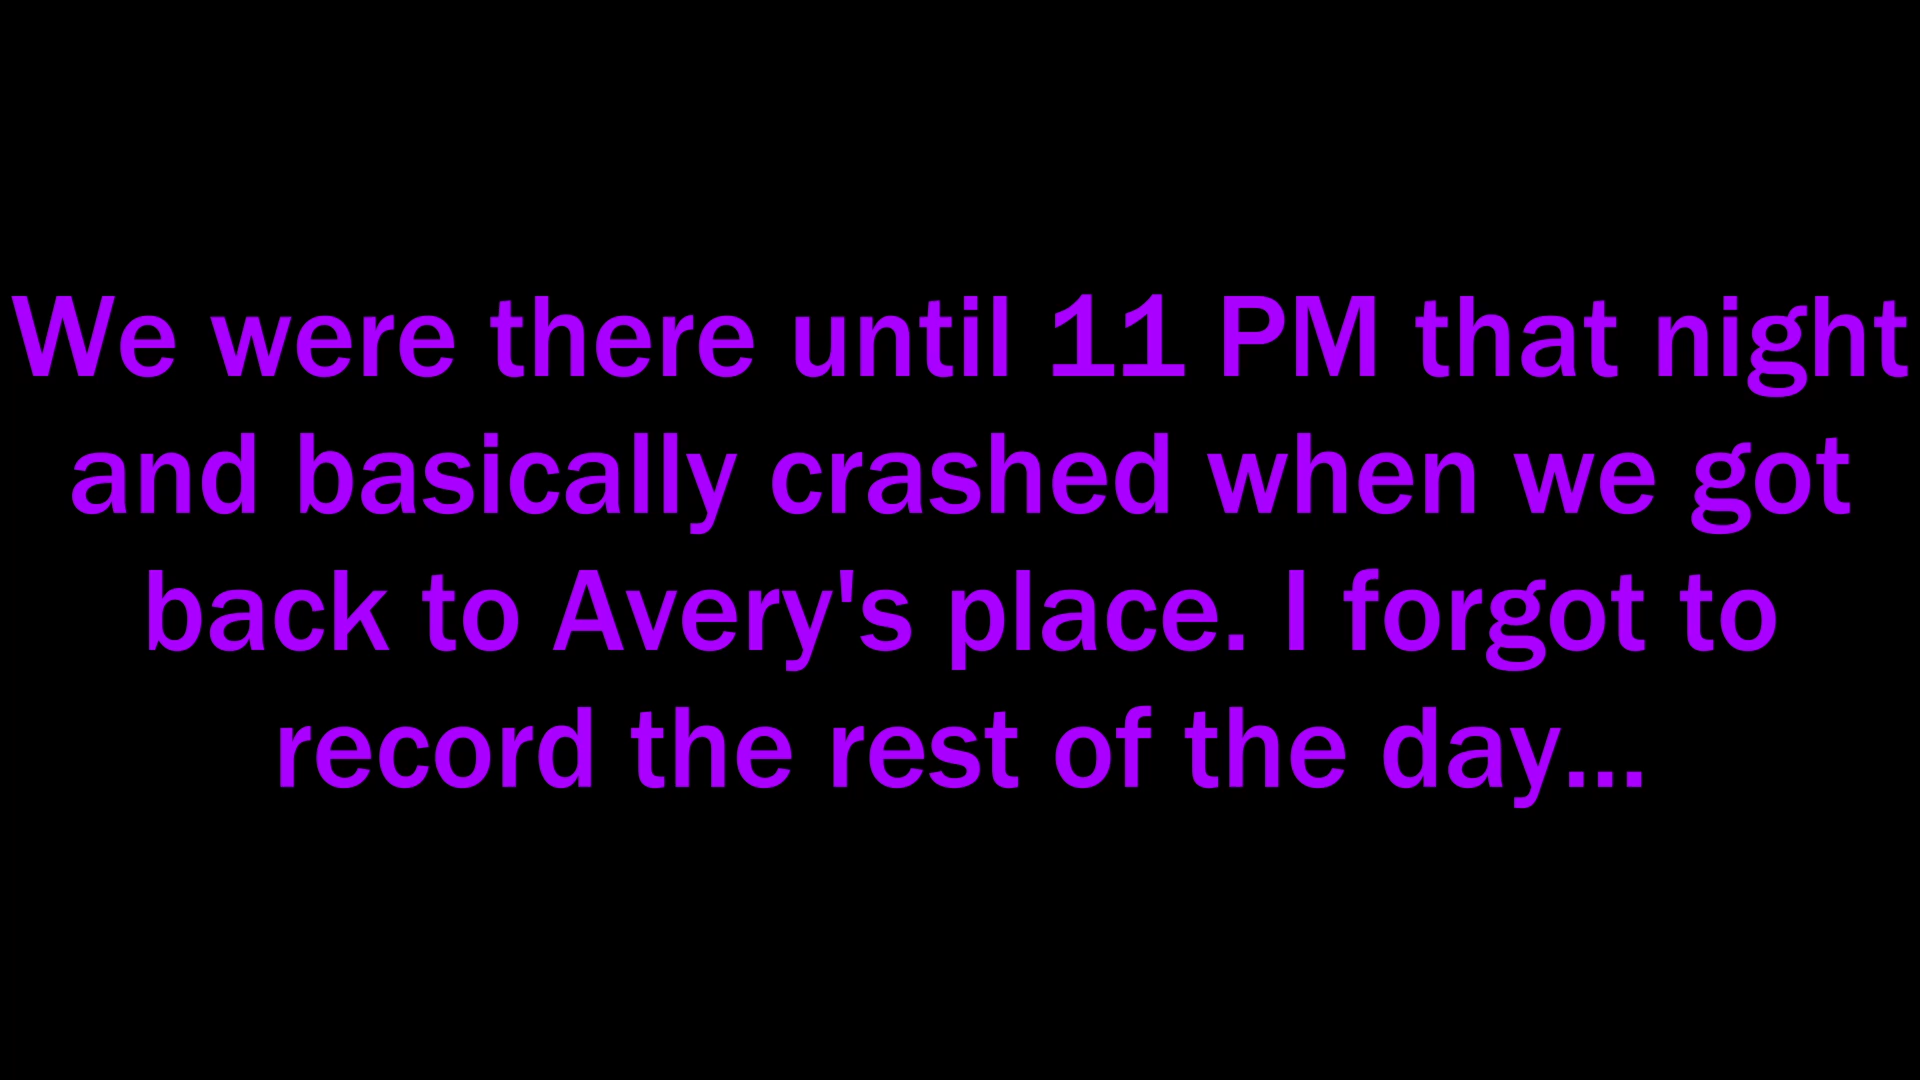 We were there until 11 PM that night
and basically crashed when we got
back to Avery's place. I forgot to
record the rest of the day...